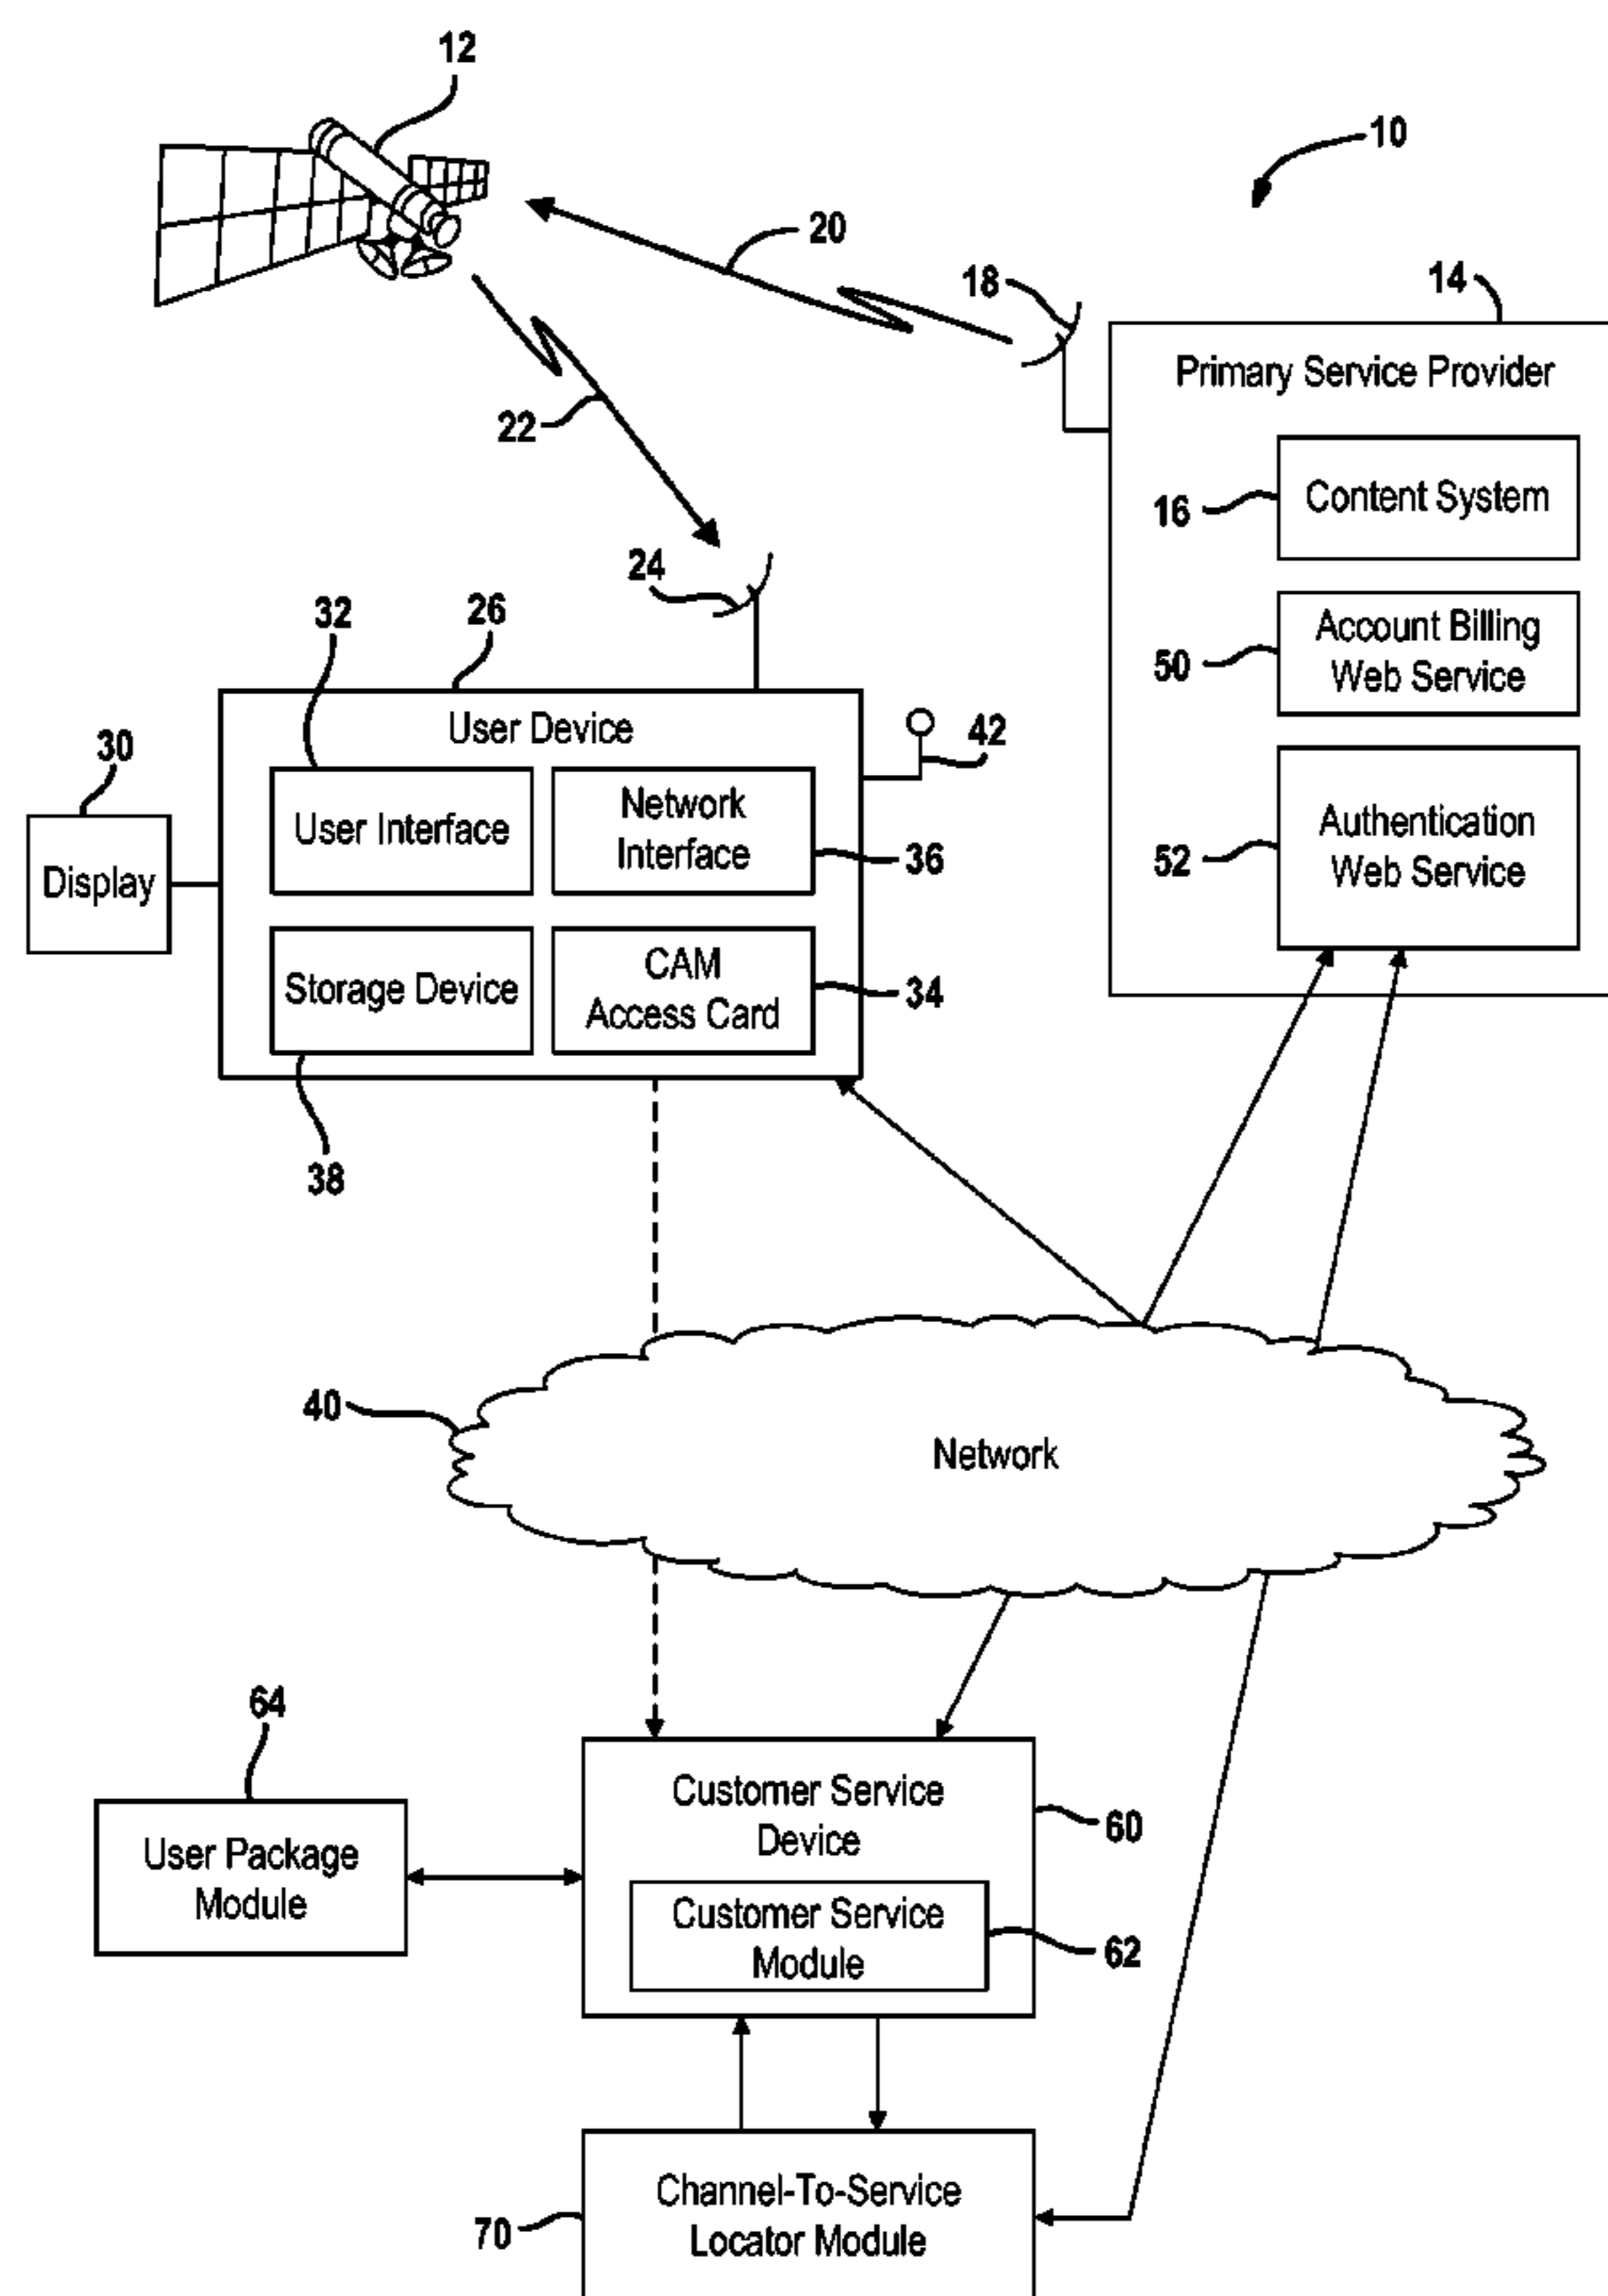 12
10
20
18
14
Primary Service Provider
22
16
Content System
24
32
26
50
Account Billing
Web Service
User Device
42
30
User Interface
Network
Interface
36
52
Authentication
Web Service
Display
Storage Device
CAM
Access Card
34
38
40
Network
64
User Package
Module
Customer Service
Device
60
Customer Service
Module
62
Channel-To-Service
Locator Module
70